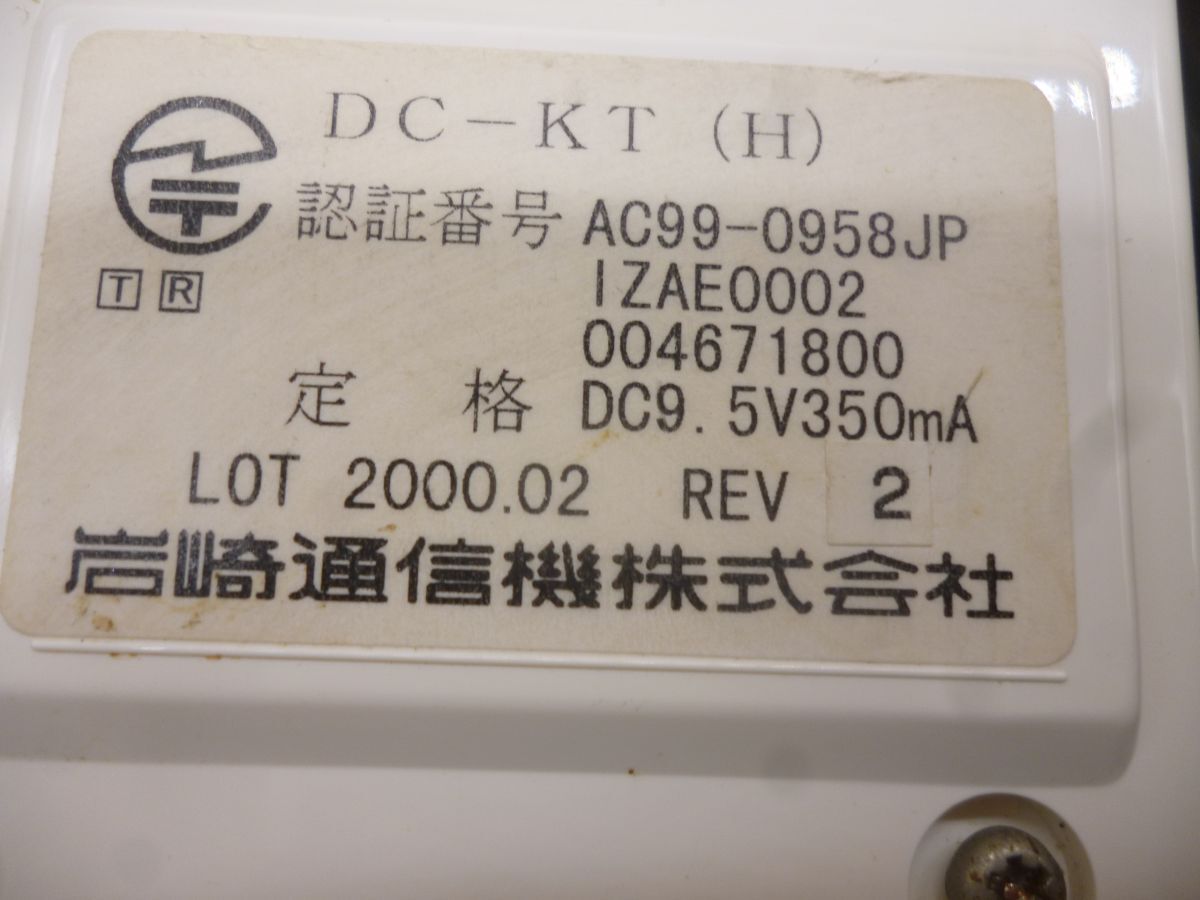 DC-KT (H)
認証番号 AC99-0958JP
T R IZAE0002
004671800
定 格 DC9.5V350mA
LOT 2000.02 REV 2
岩崎通信機株式会社